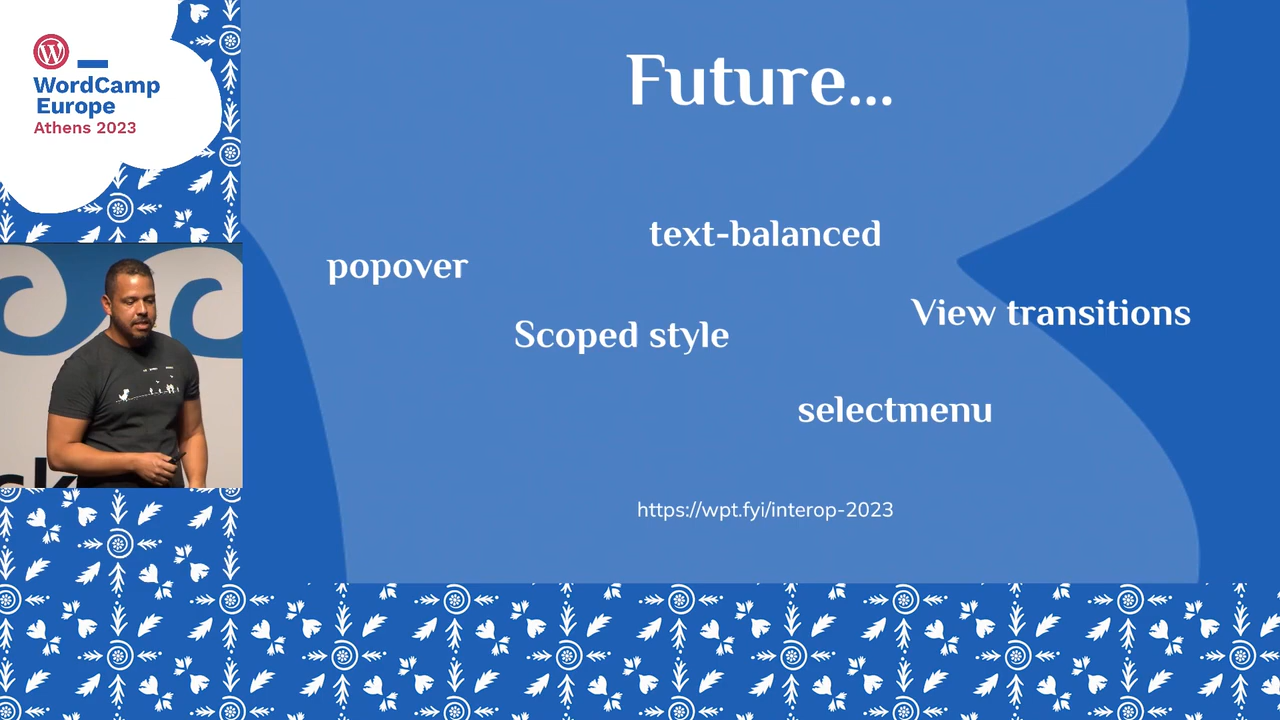 WordCamp
Europe
Athens 2023
Future...
text-balanced
popover
View transitions
Scoped style
selectmenu
https://wpt.fyi/interop-2023